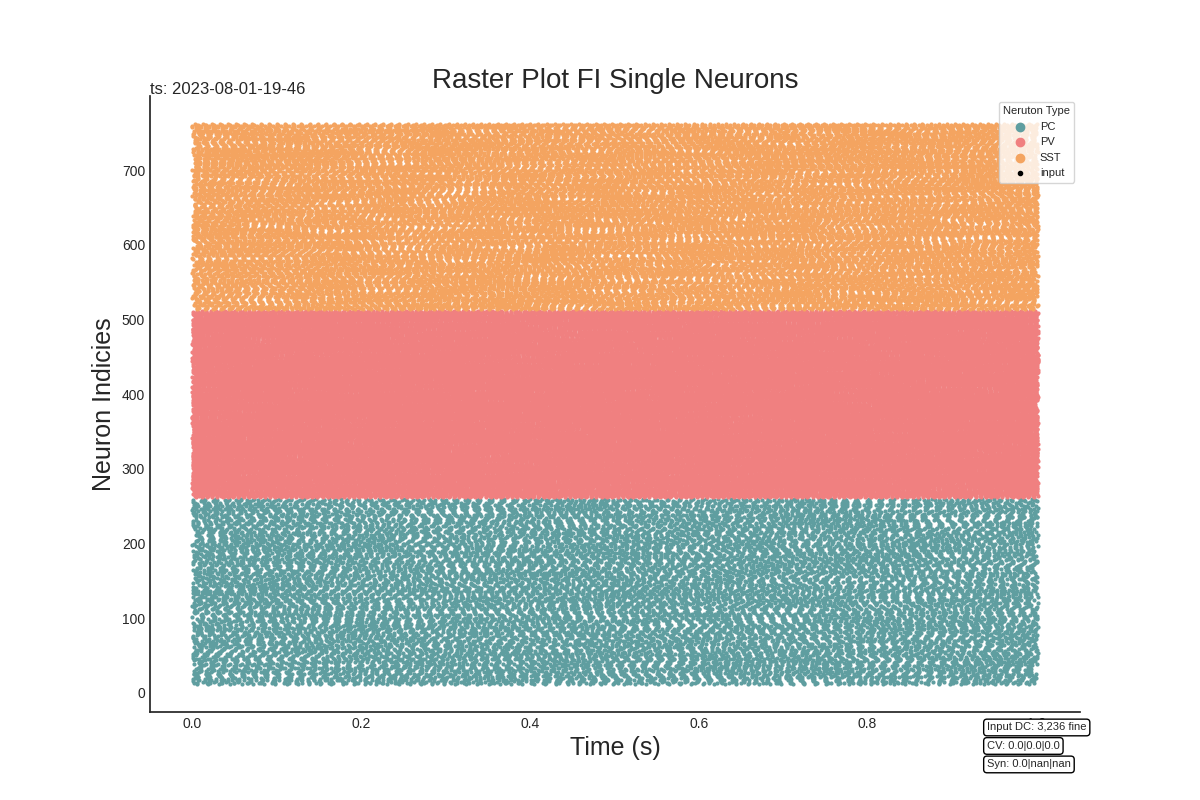 Raster Plot FI Single Neurons
ts: 2023-08-01-19-46
Neruton Type
PC
PV
SST
input
Neuron Indicies
700
600
500
400
300
200
100
0
0.0
0.2
0.4
0.6
0.8
Time (s)
Input DC: 3,236 fine
CV: 0.0|0.0|0.0
Syn: 0.0|nan|nan